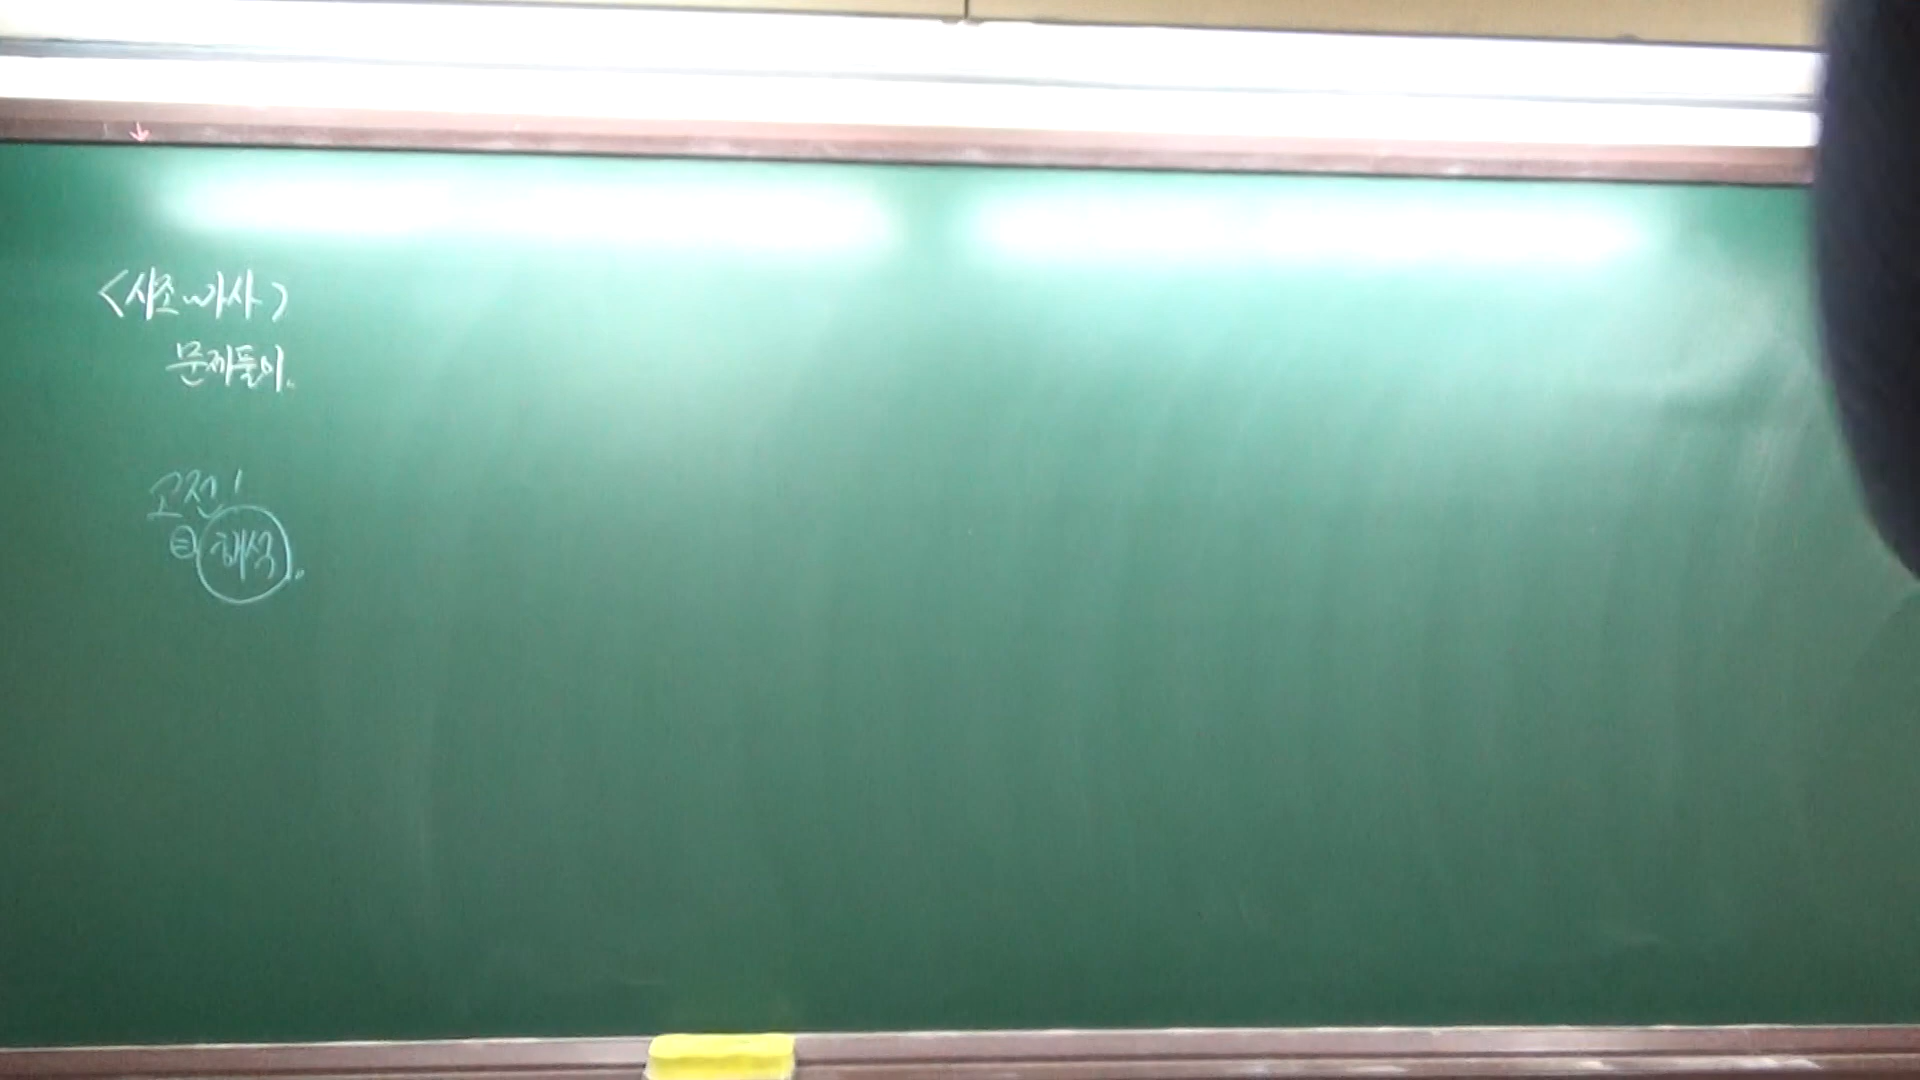 <시조~가사>
문제풀이.
고전!
= 해석.